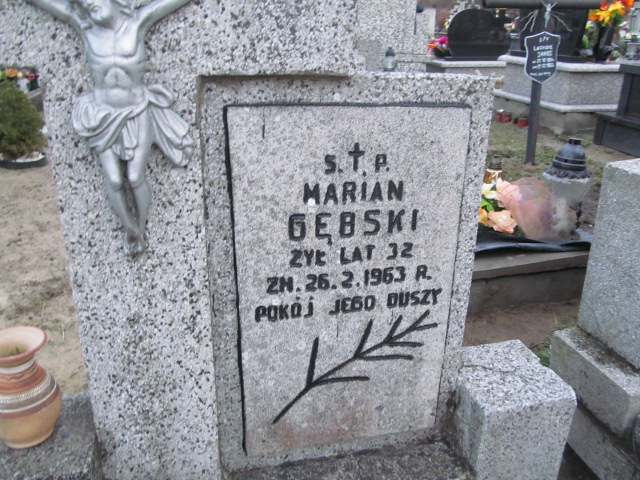 Ś. † P.
MARIAN
GĘBSKI
ŻYŁ LAT 32
ZM. 26.2.1963 R.
POKÓJ JEGO DUSZY